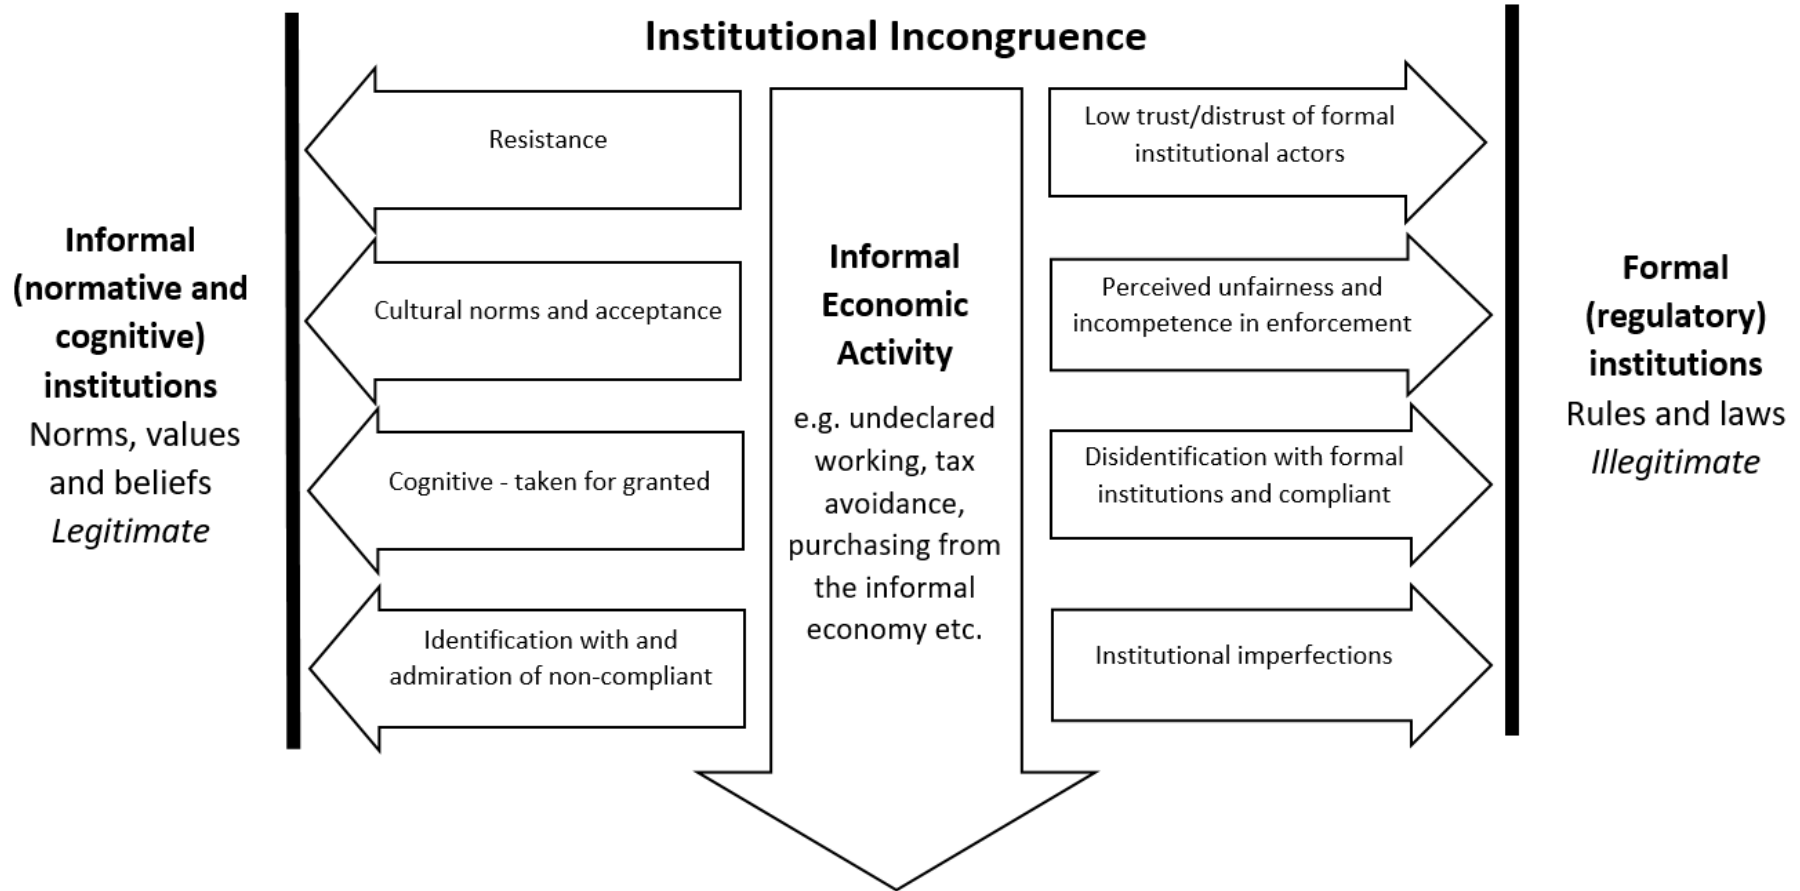 Institutional Incongruence
Informal
(normative and
cognitive)
institutions
Norms, values
and beliefs
Legitimate
Resistance
Cultural norms and acceptance
Cognitive - taken for granted
Identification with and
admiration of non-compliant
Informal
Economic
Activity
e.g. undeclared
working, tax
avoidance,
purchasing from
the informal
economy etc.
Low trust/distrust of formal
institutional actors
Perceived unfairness and
incompetence in enforcement
Disidentification with formal
institutions and compliant
Institutional imperfections
Formal
(regulatory)
institutions
Rules and laws
Illegitimate